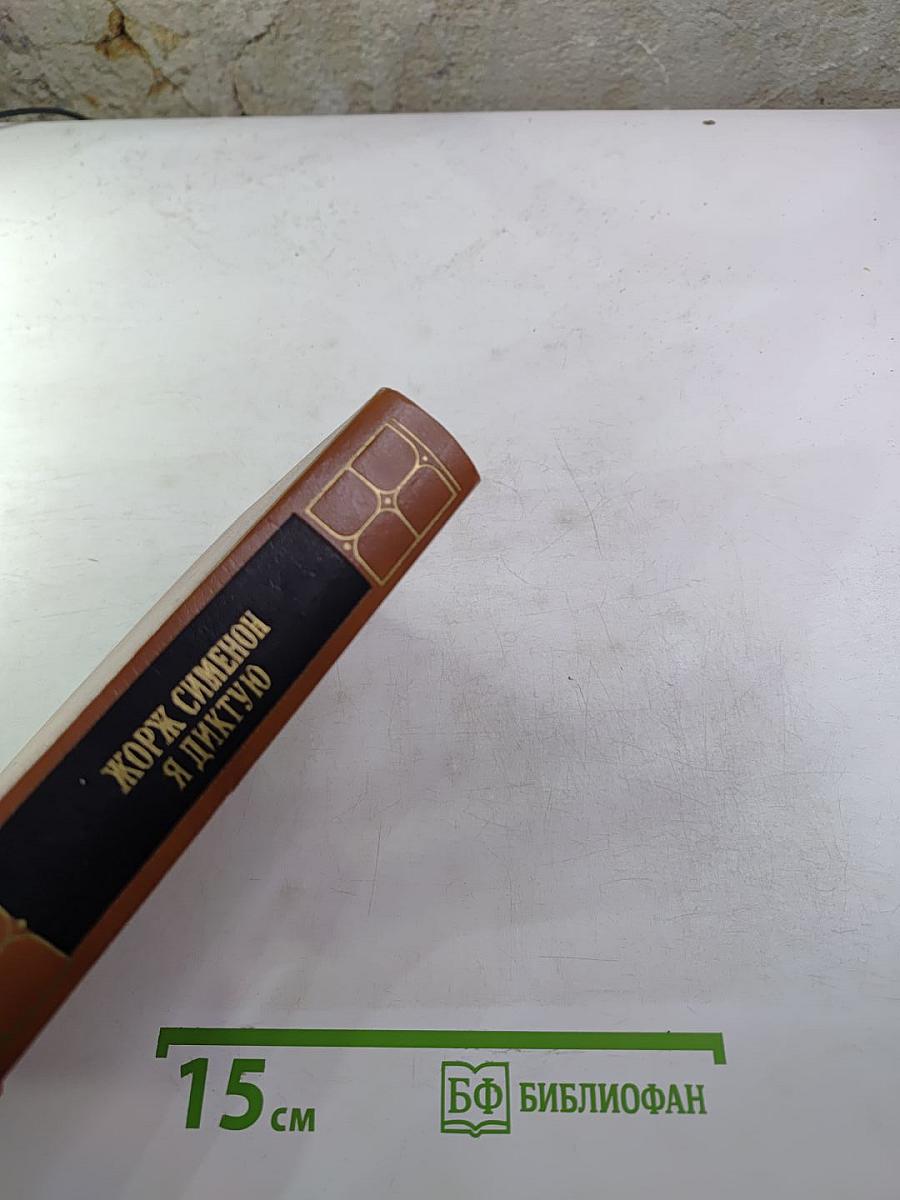 ЖОРЖ СИМЕНОН
Я ДИКТУЮ
15 см
БФ БИБЛИОФАН